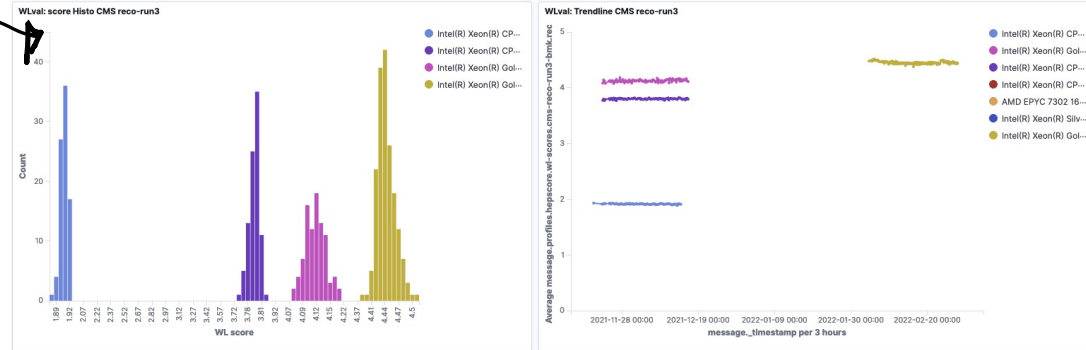 WLval: score Histo CMS reco-run3
Count
40
30
20
10
0
1.89
1.92
2.07
2.22
2.37
2.52
2.67
2.82
2.97
3.12
3.27
3.42
3.57
3.72
3.78
3.81
3.92
4.07
4.09
4.12
4.15
4.22
4.37
4.41
4.44
4.47
4.5
WL score
Intel(R) Xeon(R) CP...
Intel(R) Xeon(R) CP...
Intel(R) Xeon(R) Gol...
Intel(R) Xeon(R) Gol...
WLval: Trendline CMS reco-run3
Average message.profiles.hepscore.wl-scores.cms-reco-run3-bmk.rec
5
4
3
2
1
0
2021-11-28 00:00
2021-12-19 00:00
2022-01-09 00:00
2022-01-30 00:00
2022-02-20 00:00
message._timestamp per 3 hours
Intel(R) Xeon(R) CP...
Intel(R) Xeon(R) Gol...
Intel(R) Xeon(R) CP...
Intel(R) Xeon(R) CP...
AMD EPYC 7302 16-...
Intel(R) Xeon(R) Silv...
Intel(R) Xeon(R) Gol...